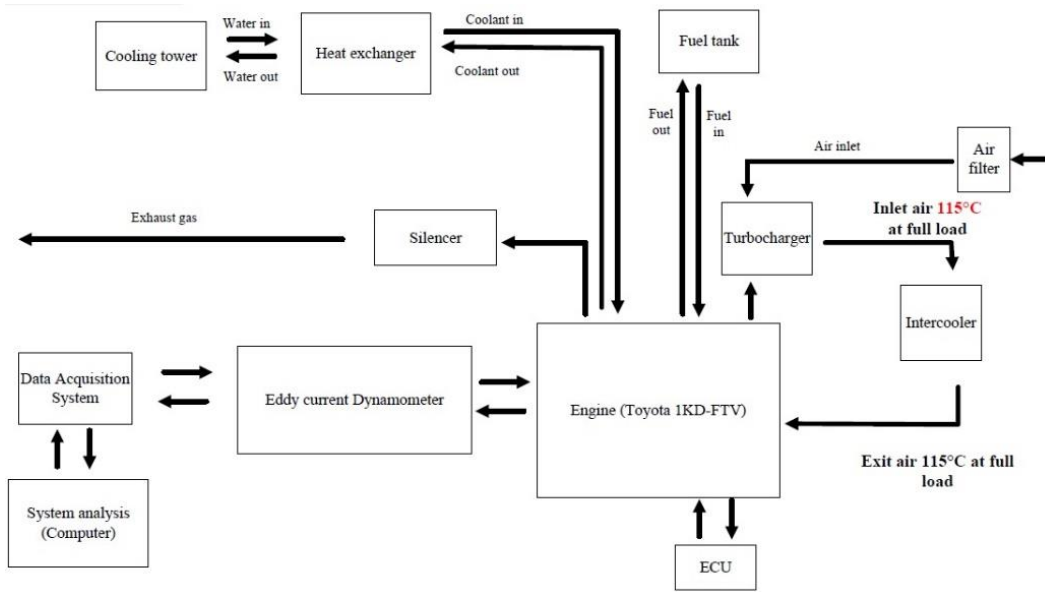 Water in
Cooling tower
Water out
Heat exchanger
Coolant in
Coolant out
Fuel tank
Fuel
out
Fuel
in
Air inlet
Air
filter
Inlet air 115°C
at full load
Exhaust gas
Silencer
Turbocharger
Intercooler
Data Acquisition
System
Eddy current Dynamometer
Engine (Toyota 1KD-FTV)
Exit air 115°C at full
load
System analysis
(Computer)
ECU